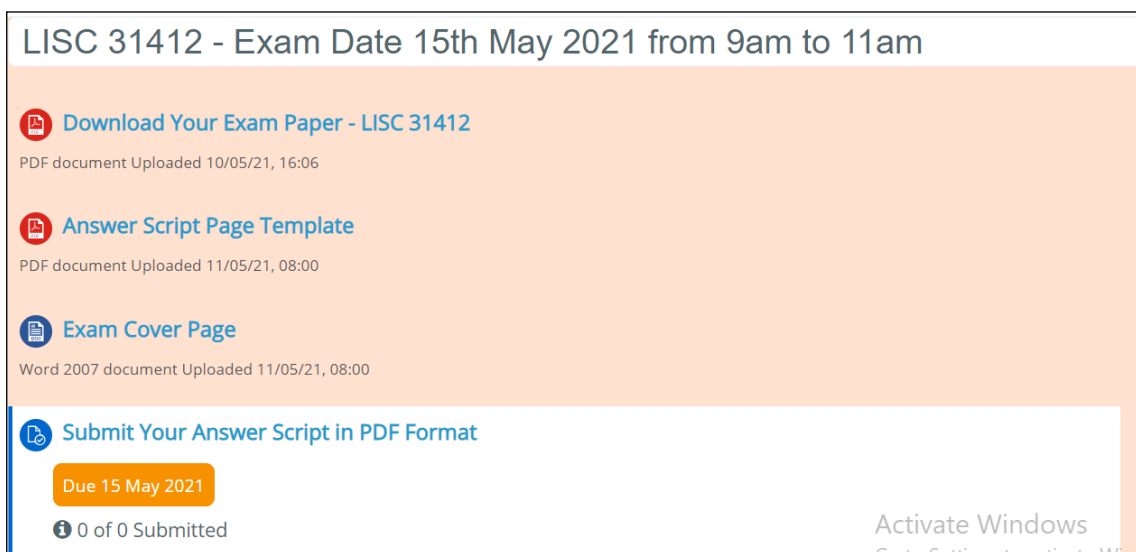 LISC 31412 - Exam Date 15th May 2021 from 9am to 11am
Download Your Exam Paper - LISC 31412
PDF document Uploaded 10/05/21, 16:06
Answer Script Page Template
PDF document Uploaded 11/05/21, 08:00
Exam Cover Page
Word 2007 document Uploaded 11/05/21, 08:00
Submit Your Answer Script in PDF Format
Due 15 May 2021
0 of 0 Submitted
Activate Windows